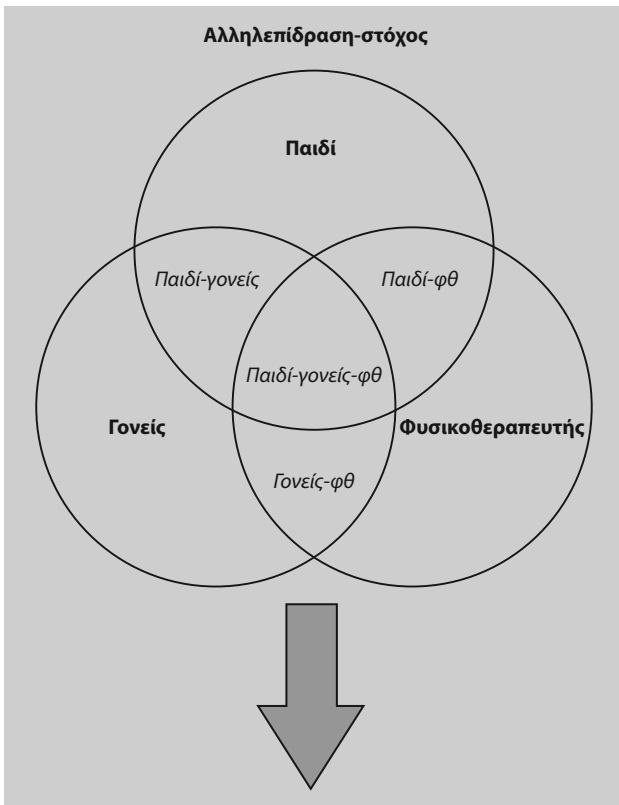 Αλληλεπίδραση-στόχος
Παιδί
Παιδί-γονείς
Παιδί-φθ
Παιδί-γονείς-φθ
Γονείς
Φυσικοθεραπευτής
Γονείς-φθ